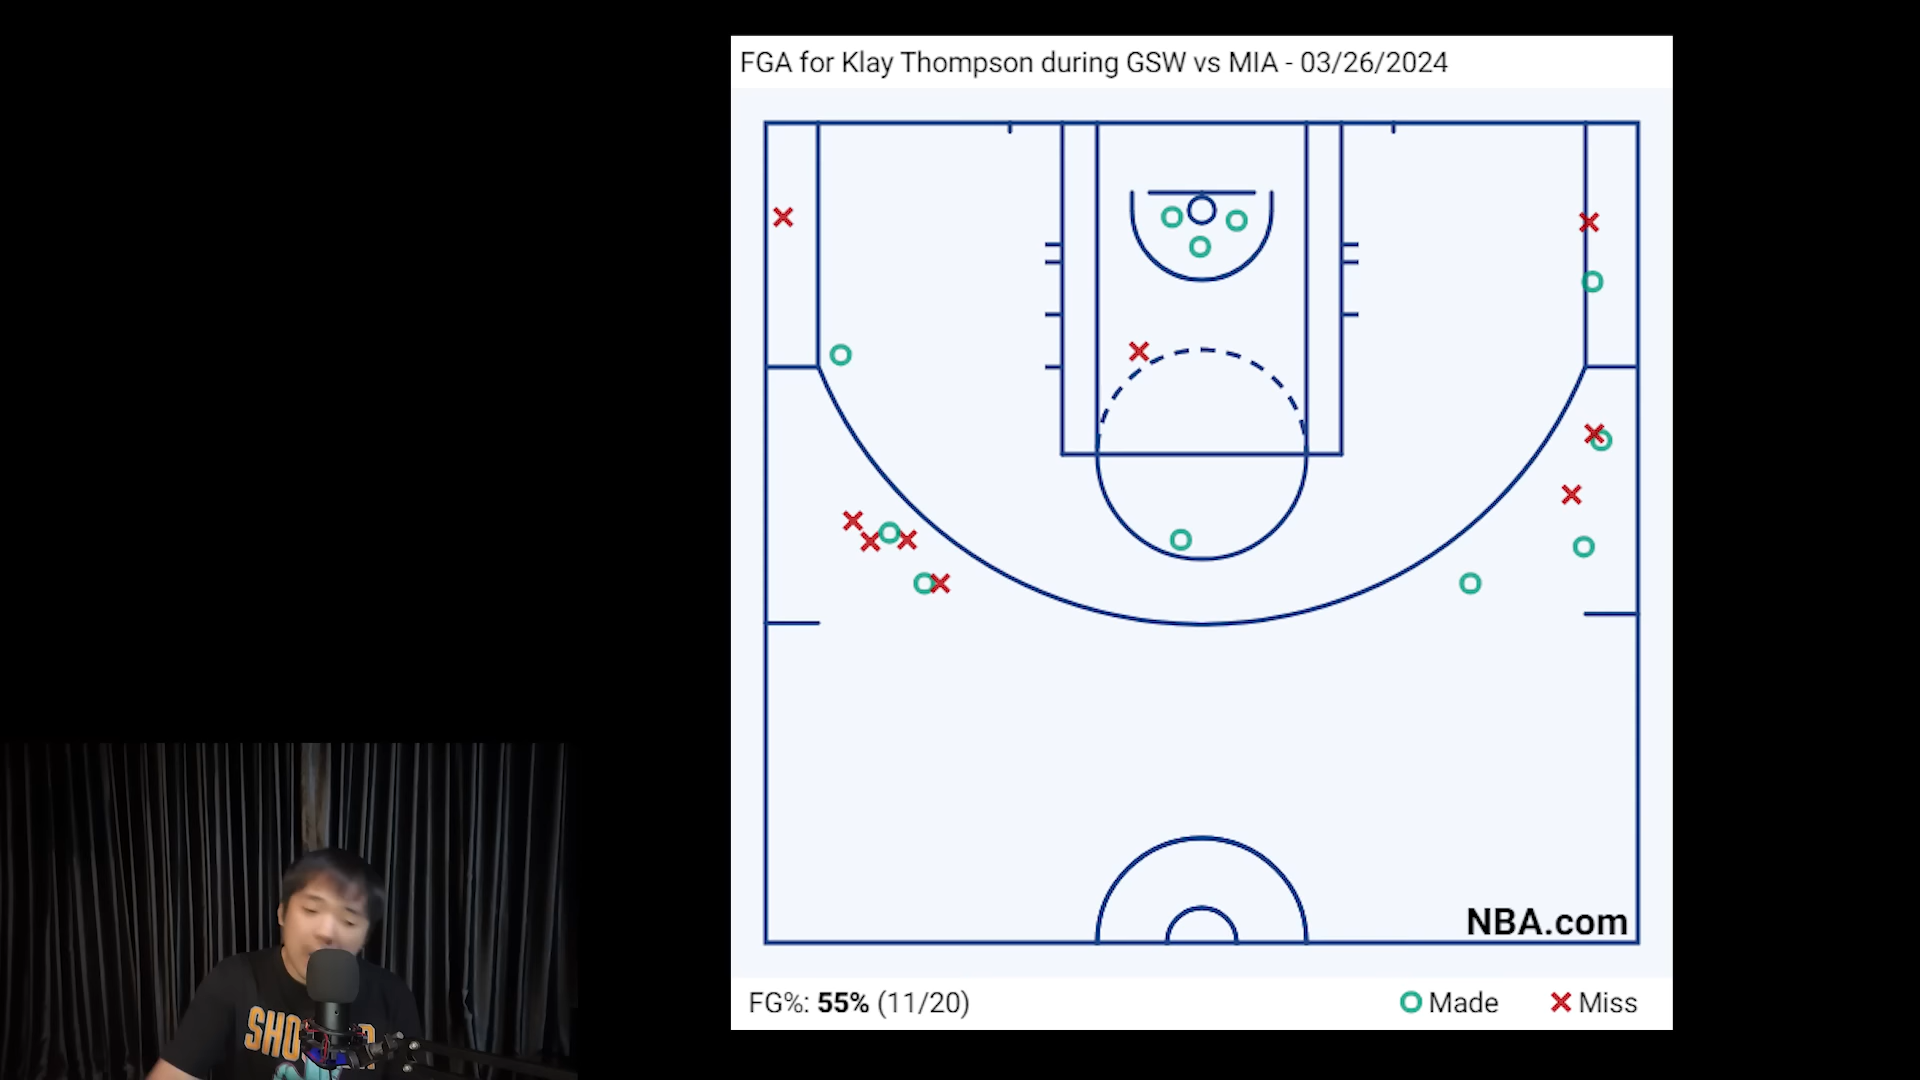 FGA for Klay Thompson during GSW vs MIA - 03/26/2024
NBA.com
FG%: 55% (11/20)
Made
Miss